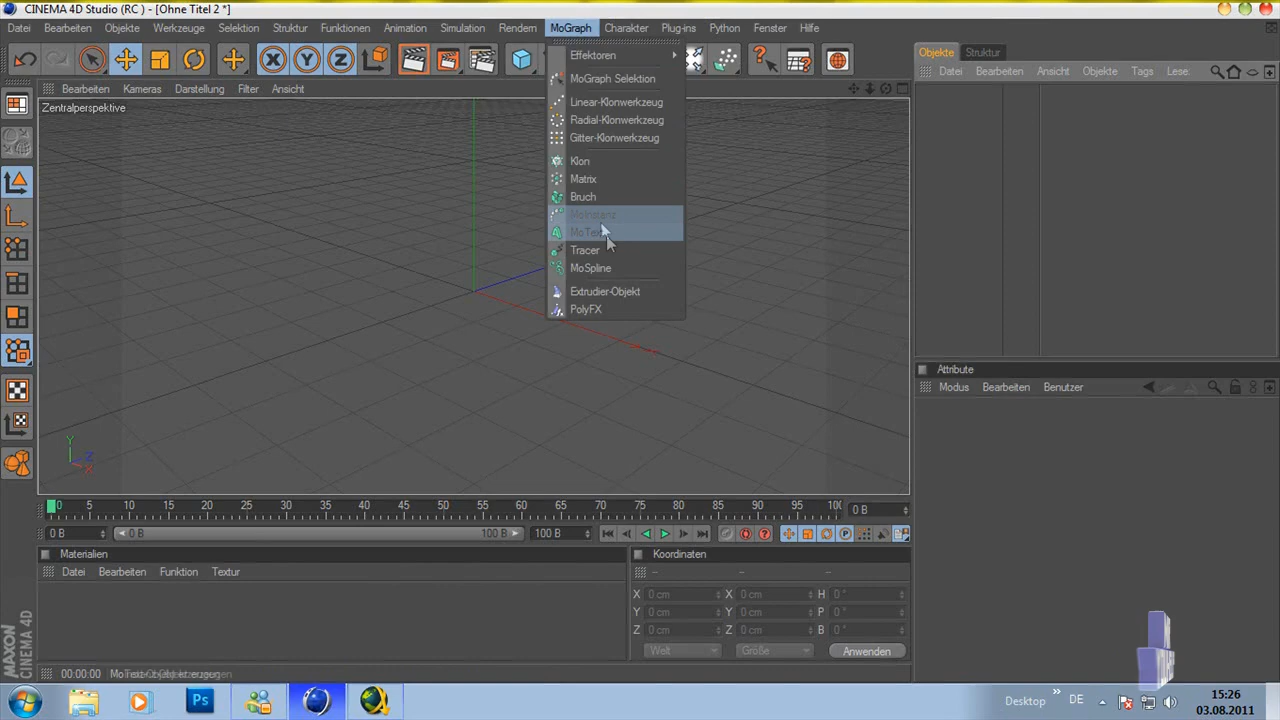 CINEMA 4D Studio (RC ) - [Ohne Titel 2 *]
Datei Bearbeiten Objekte Werkzeuge Selektion Struktur Funktionen Animation Simulation Rendern MoGraph Charakter Plug-ins Python Fenster Hilfe
X Y Z
Bearbeiten Kameras Darstellung Filter Ansicht
Zentralperspektive
Effektoren
MoGraph Selektion
Linear-Klonwerkzeug
Radial-Klonwerkzeug
Gitter-Klonwerkzeug
Klon
Matrix
Bruch
MoInstanz
MoText
Tracer
MoSpline
Extrudier-Objekt
PolyFX
Objekte Struktur
Datei Bearbeiten Ansicht Objekte Tags Lese:
Attribute
Modus Bearbeiten Benutzer
Y
Z
X
0 5 10 15 20 25 30 35 40 45 50 55 60 65 70 75 80 85 90 95 100 0 B
0 B 0 B 100 B 100 B
Materialien
Datei Bearbeiten Funktion Textur
Koordinaten
-- -- --
X 0 cm X 0 cm H 0 °
Y 0 cm Y 0 cm P 0 °
Z 0 cm Z 0 cm B 0 °
Welt Größe Anwenden
MAXON
CINEMA 4D
00:00:00
Ps
Desktop » DE
15:26
03.08.2011